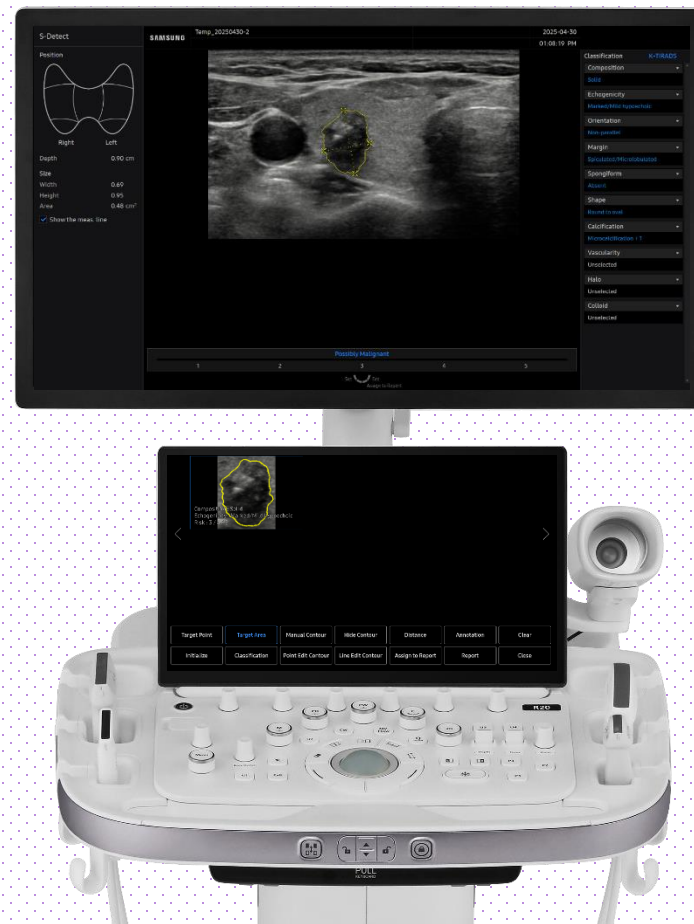 S-Detect
SAMSUNG
Temp_20250430-2
2025-04-30
01:08:19 PM
Position
Right
Left
Depth 0.90 cm
Size
Width 0.69
Height 0.95
Area 0.48 cm²
Show the meas. line
Classification K-TIRADS
Composition
Solid
Echogenicity
Marked/Mild hypoechoic
Orientation
Non-parallel
Margin
Spiculated/Microlobulated
Spongiform
Absent
Shape
Round to oval
Calcification
Microcalcification : T
Vascularity
Unselected
Halo
Unselected
Colloid
Unselected
Possibly Malignant
1 2 3 4 5
Assign to Report
Target Point
Target Area
Manual Contour
Hide Contour
Distance
Annotation
Clear
Initialize
Classification
Point Edit Contour
Line Edit Contour
Assign to Report
Report
Close
R20
PULL
KEYBOARD